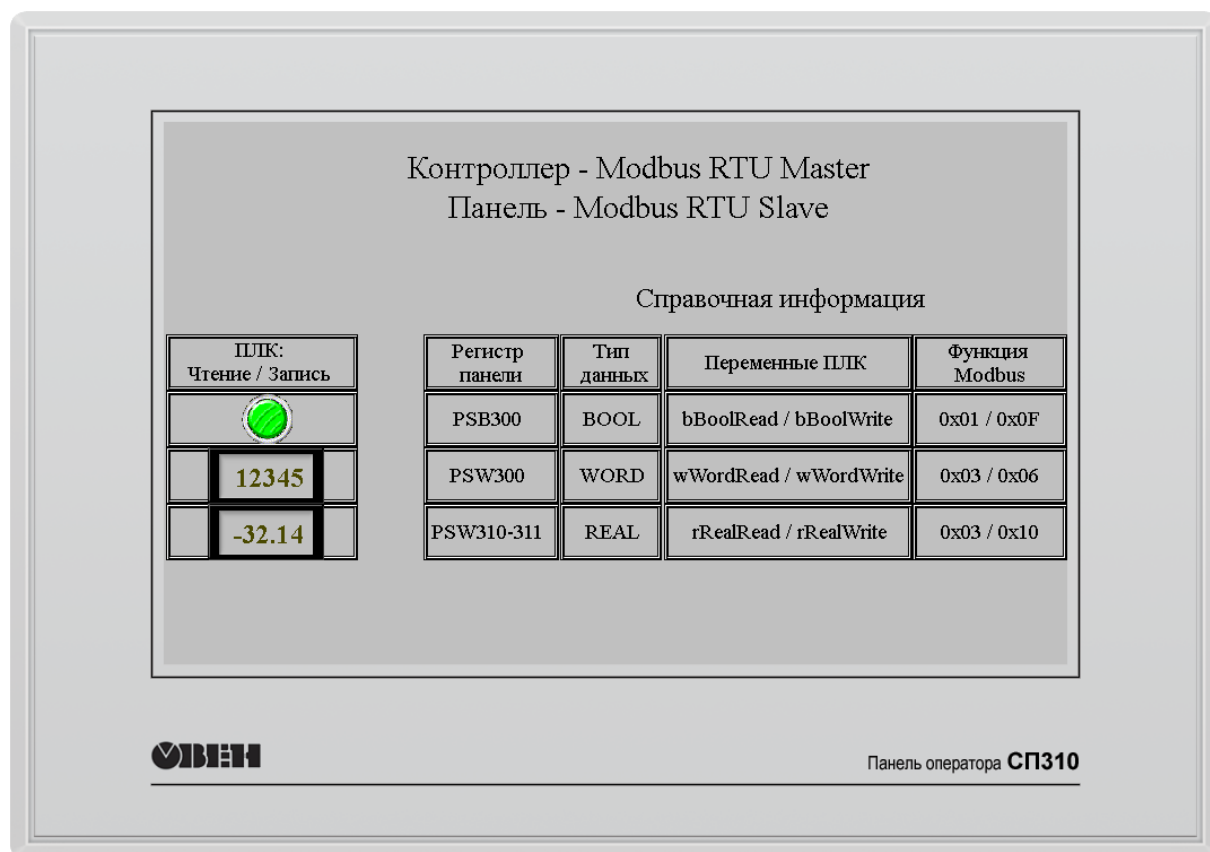 Контроллер - Modbus RTU Master
Панель - Modbus RTU Slave
Справочная информация
ПЛК:
Чтение / Запись
Регистр
панели
Тип
данных
Переменные ПЛК
Функция
Modbus
PSB300 BOOL bBoolRead / bBoolWrite 0x01 / 0x0F
12345 PSW300 WORD wWordRead / wWordWrite 0x03 / 0x06
-32.14 PSW310-311 REAL rRealRead / rRealWrite 0x03 / 0x10
ОВЕН
Панель оператора СП310